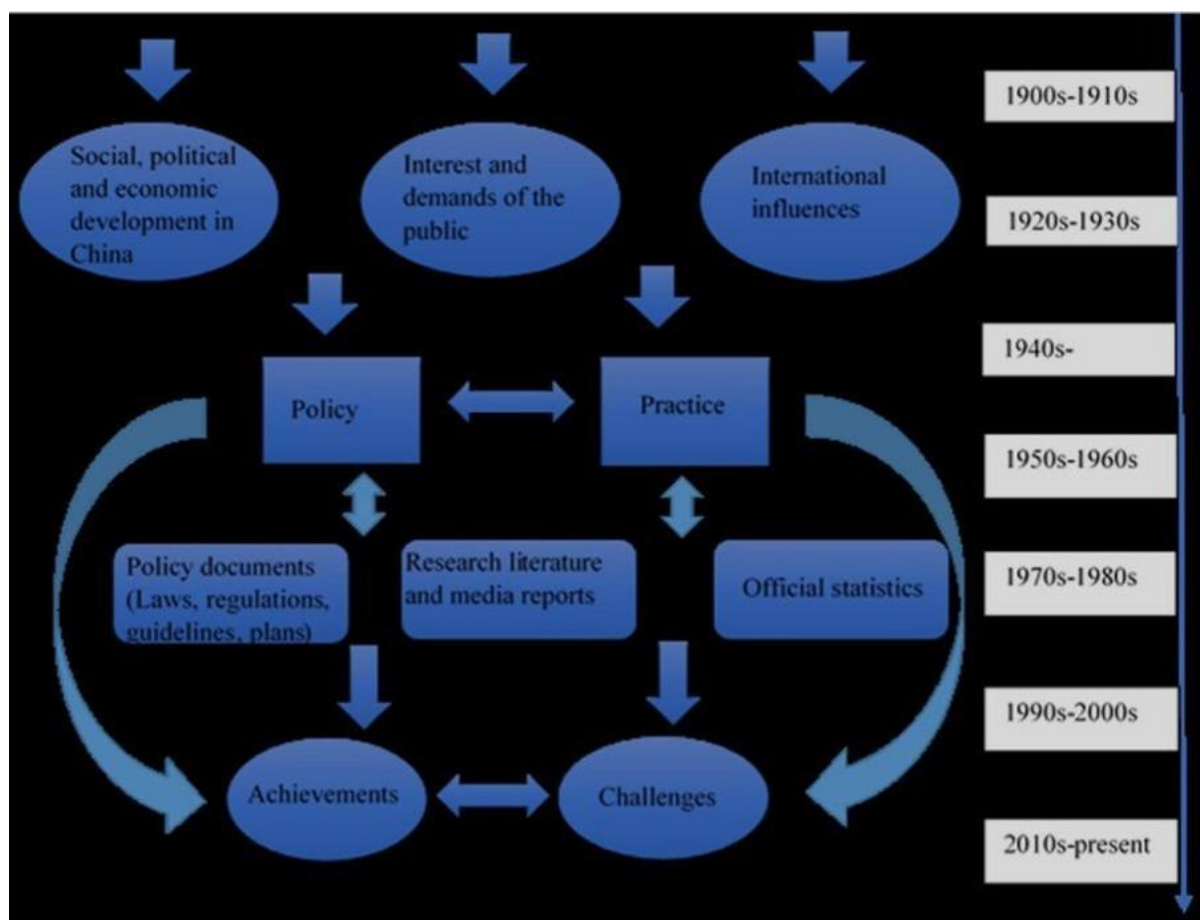 Social, political
and economic
development in
China
Interest and
demands of the
public
International
influences
Policy
Practice
Policy documents
(Laws, regulations,
guidelines, plans)
Research literature
and media reports
Official statistics
Achievements
Challenges
1900s-1910s
1920s-1930s
1940s-
1950s-1960s
1970s-1980s
1990s-2000s
2010s-present